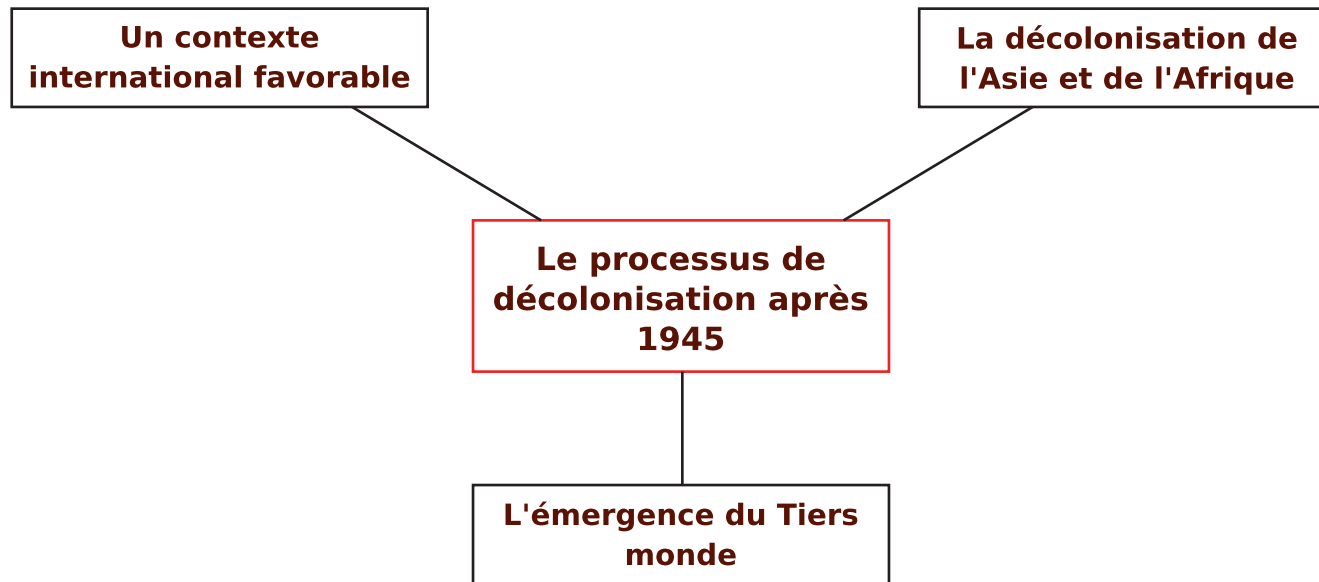 Un contexte
international favorable
La décolonisation de
l'Asie et de l'Afrique
Le processus de
décolonisation après
1945
L'émergence du Tiers
monde